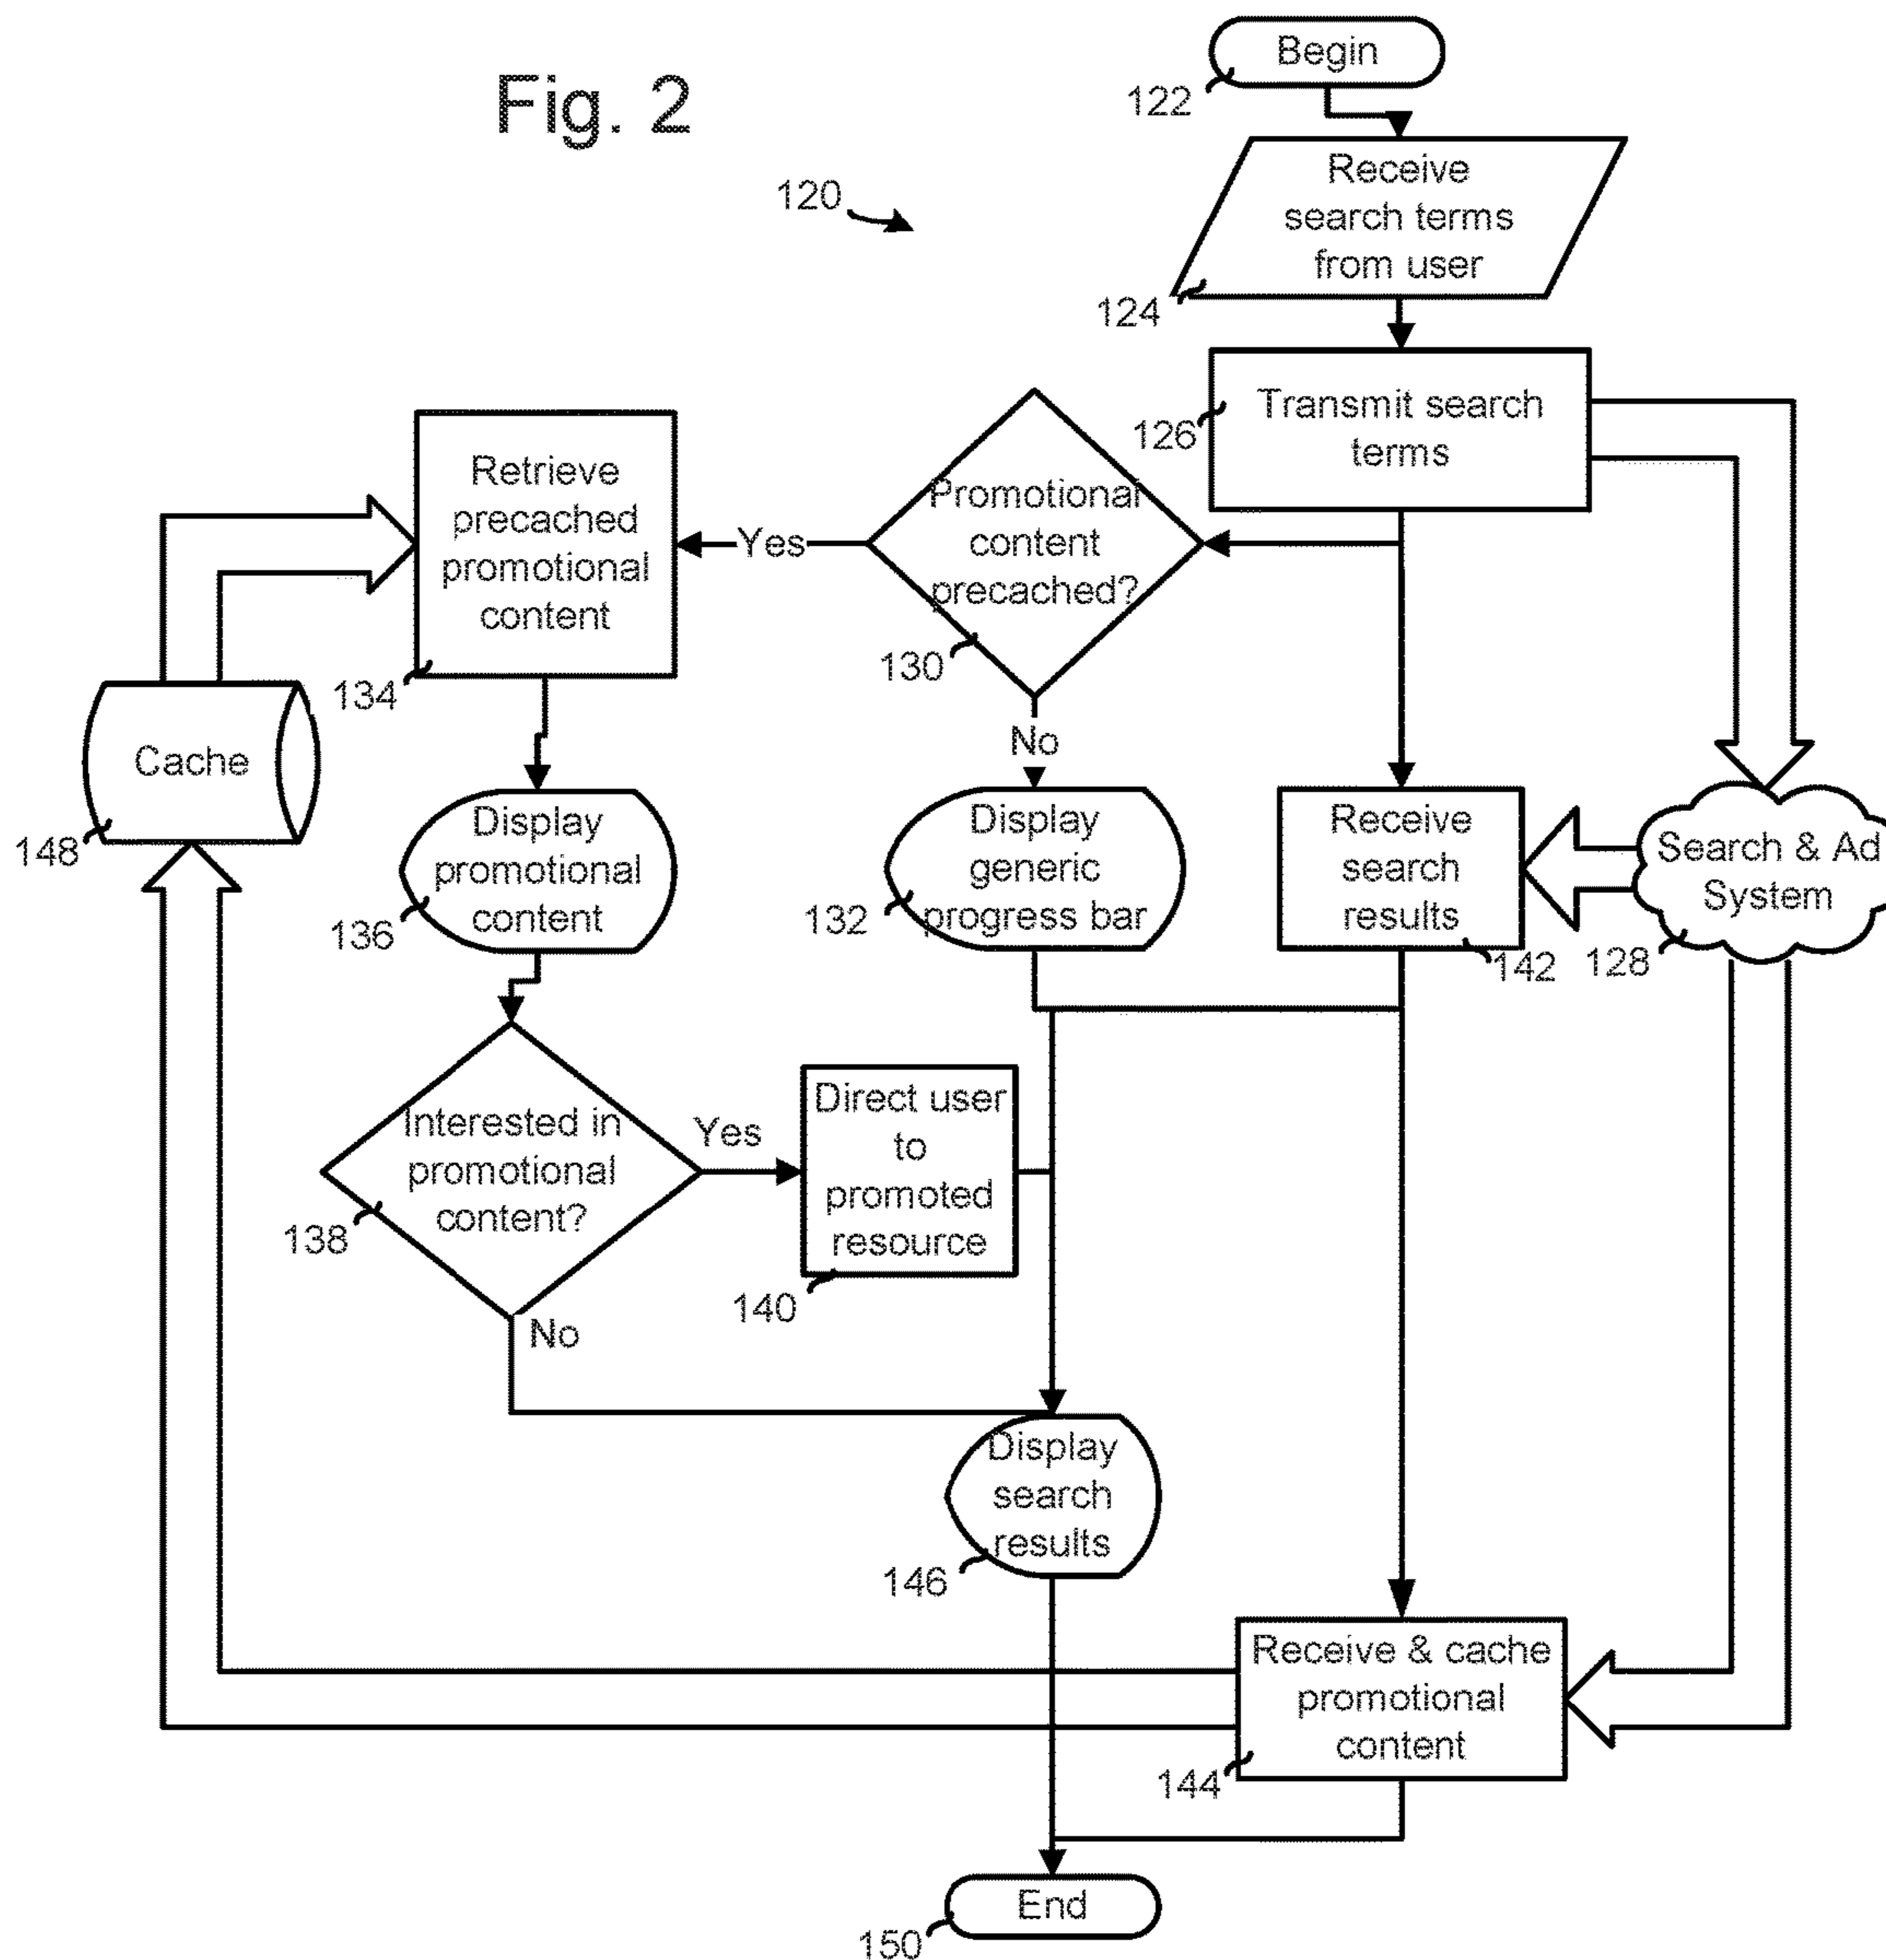 Fig. 2
Begin
122
120
Receive
search terms
from user
124
Transmit search
terms
126
Promotional
content
precached?
130
Yes
No
Retrieve
precached
promotional
content
134
Cache
148
Display
promotional
content
136
Display
generic
progress bar
132
Receive
search
results
142
Search & Ad
System
128
Interested in
promotional
content?
138
Yes
No
Direct user
to
promoted
resource
140
Display
search
results
146
Receive & cache
promotional
content
144
End
150